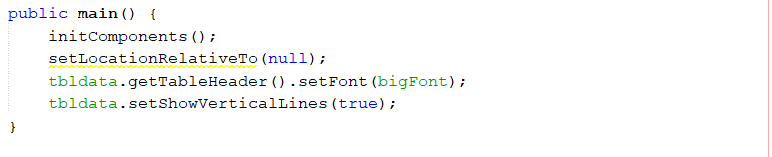 public main() {
    initComponents();
    setLocationRelativeTo(null);
    tbldata.getTableHeader().setFont(bigFont);
    tbldata.setShowVerticalLines(true);
}